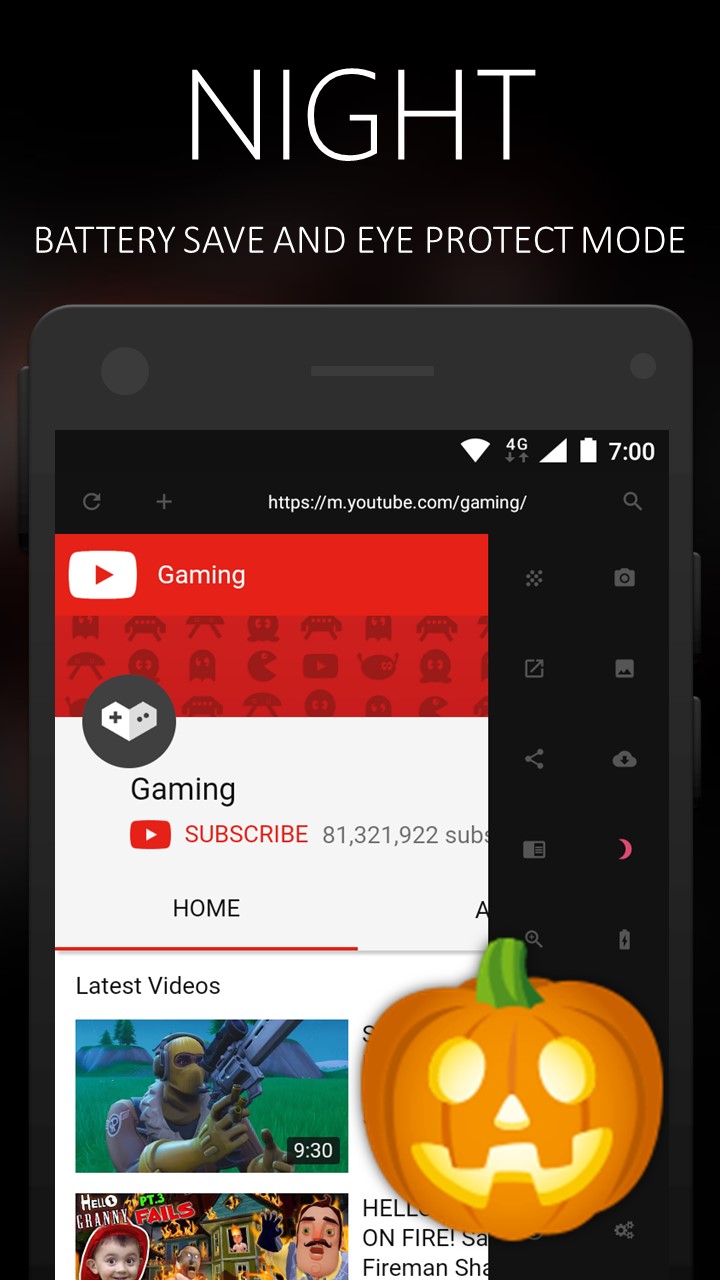 NIGHT
BATTERY SAVE AND EYE PROTECT MODE
4G
7:00
https://m.youtube.com/gaming/
Gaming
Gaming
SUBSCRIBE 81,321,922 subs
HOME
A
Latest Videos
S
9:30
HELLO PT.3
GRANNY FAILS
HELL
ON FIRE! Sa
Fireman Sha